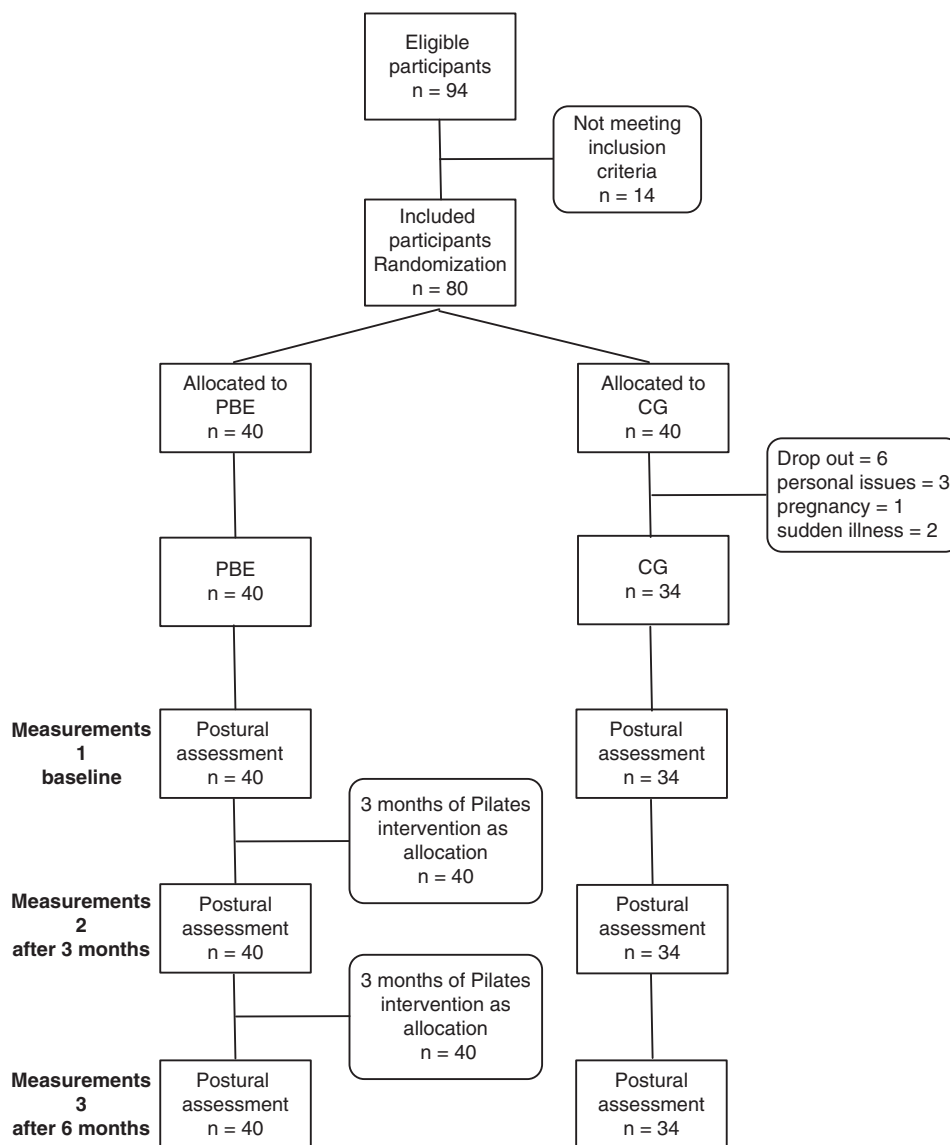 Eligible
participants
n = 94
Not meeting
inclusion
criteria
n = 14
Included
participants
Randomization
n = 80
Allocated to
PBE
n = 40
Allocated to
CG
n = 40
Drop out = 6
personal issues = 3
pregnancy = 1
sudden illness = 2
PBE
n = 40
CG
n = 34
Measurements
1
baseline
Postural
assessment
n = 40
Postural
assessment
n = 34
3 months of Pilates
intervention as
allocation
n = 40
Measurements
2
after 3 months
Postural
assessment
n = 40
Postural
assessment
n = 34
3 months of Pilates
intervention as
allocation
n = 40
Measurements
3
after 6 months
Postural
assessment
n = 40
Postural
assessment
n = 34